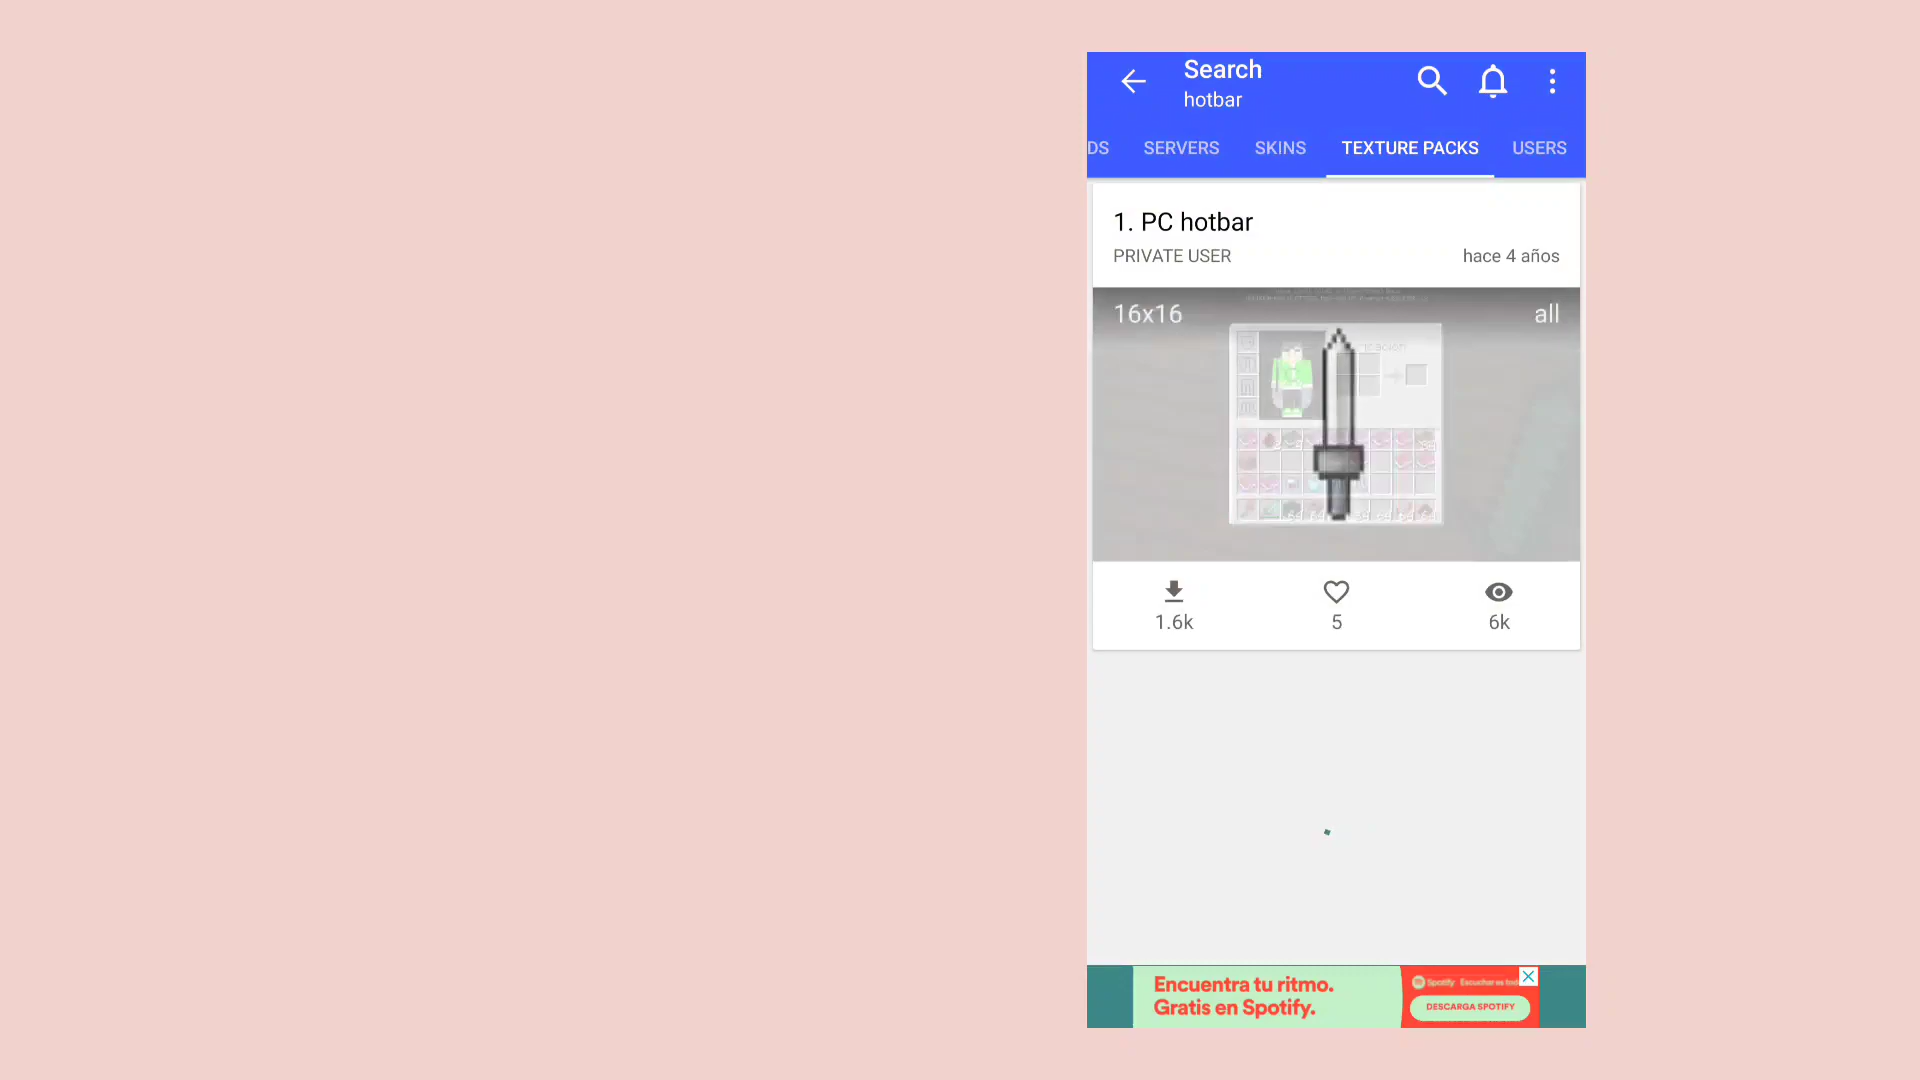 Search
hotbar
DS SERVERS SKINS TEXTURE PACKS USERS
1. PC hotbar
PRIVATE USER hace 4 años
16x16 all
1.6k 5 6k
Encuentra tu ritmo.
Gratis en Spotify.
Spotify
DESCARGA SPOTIFY